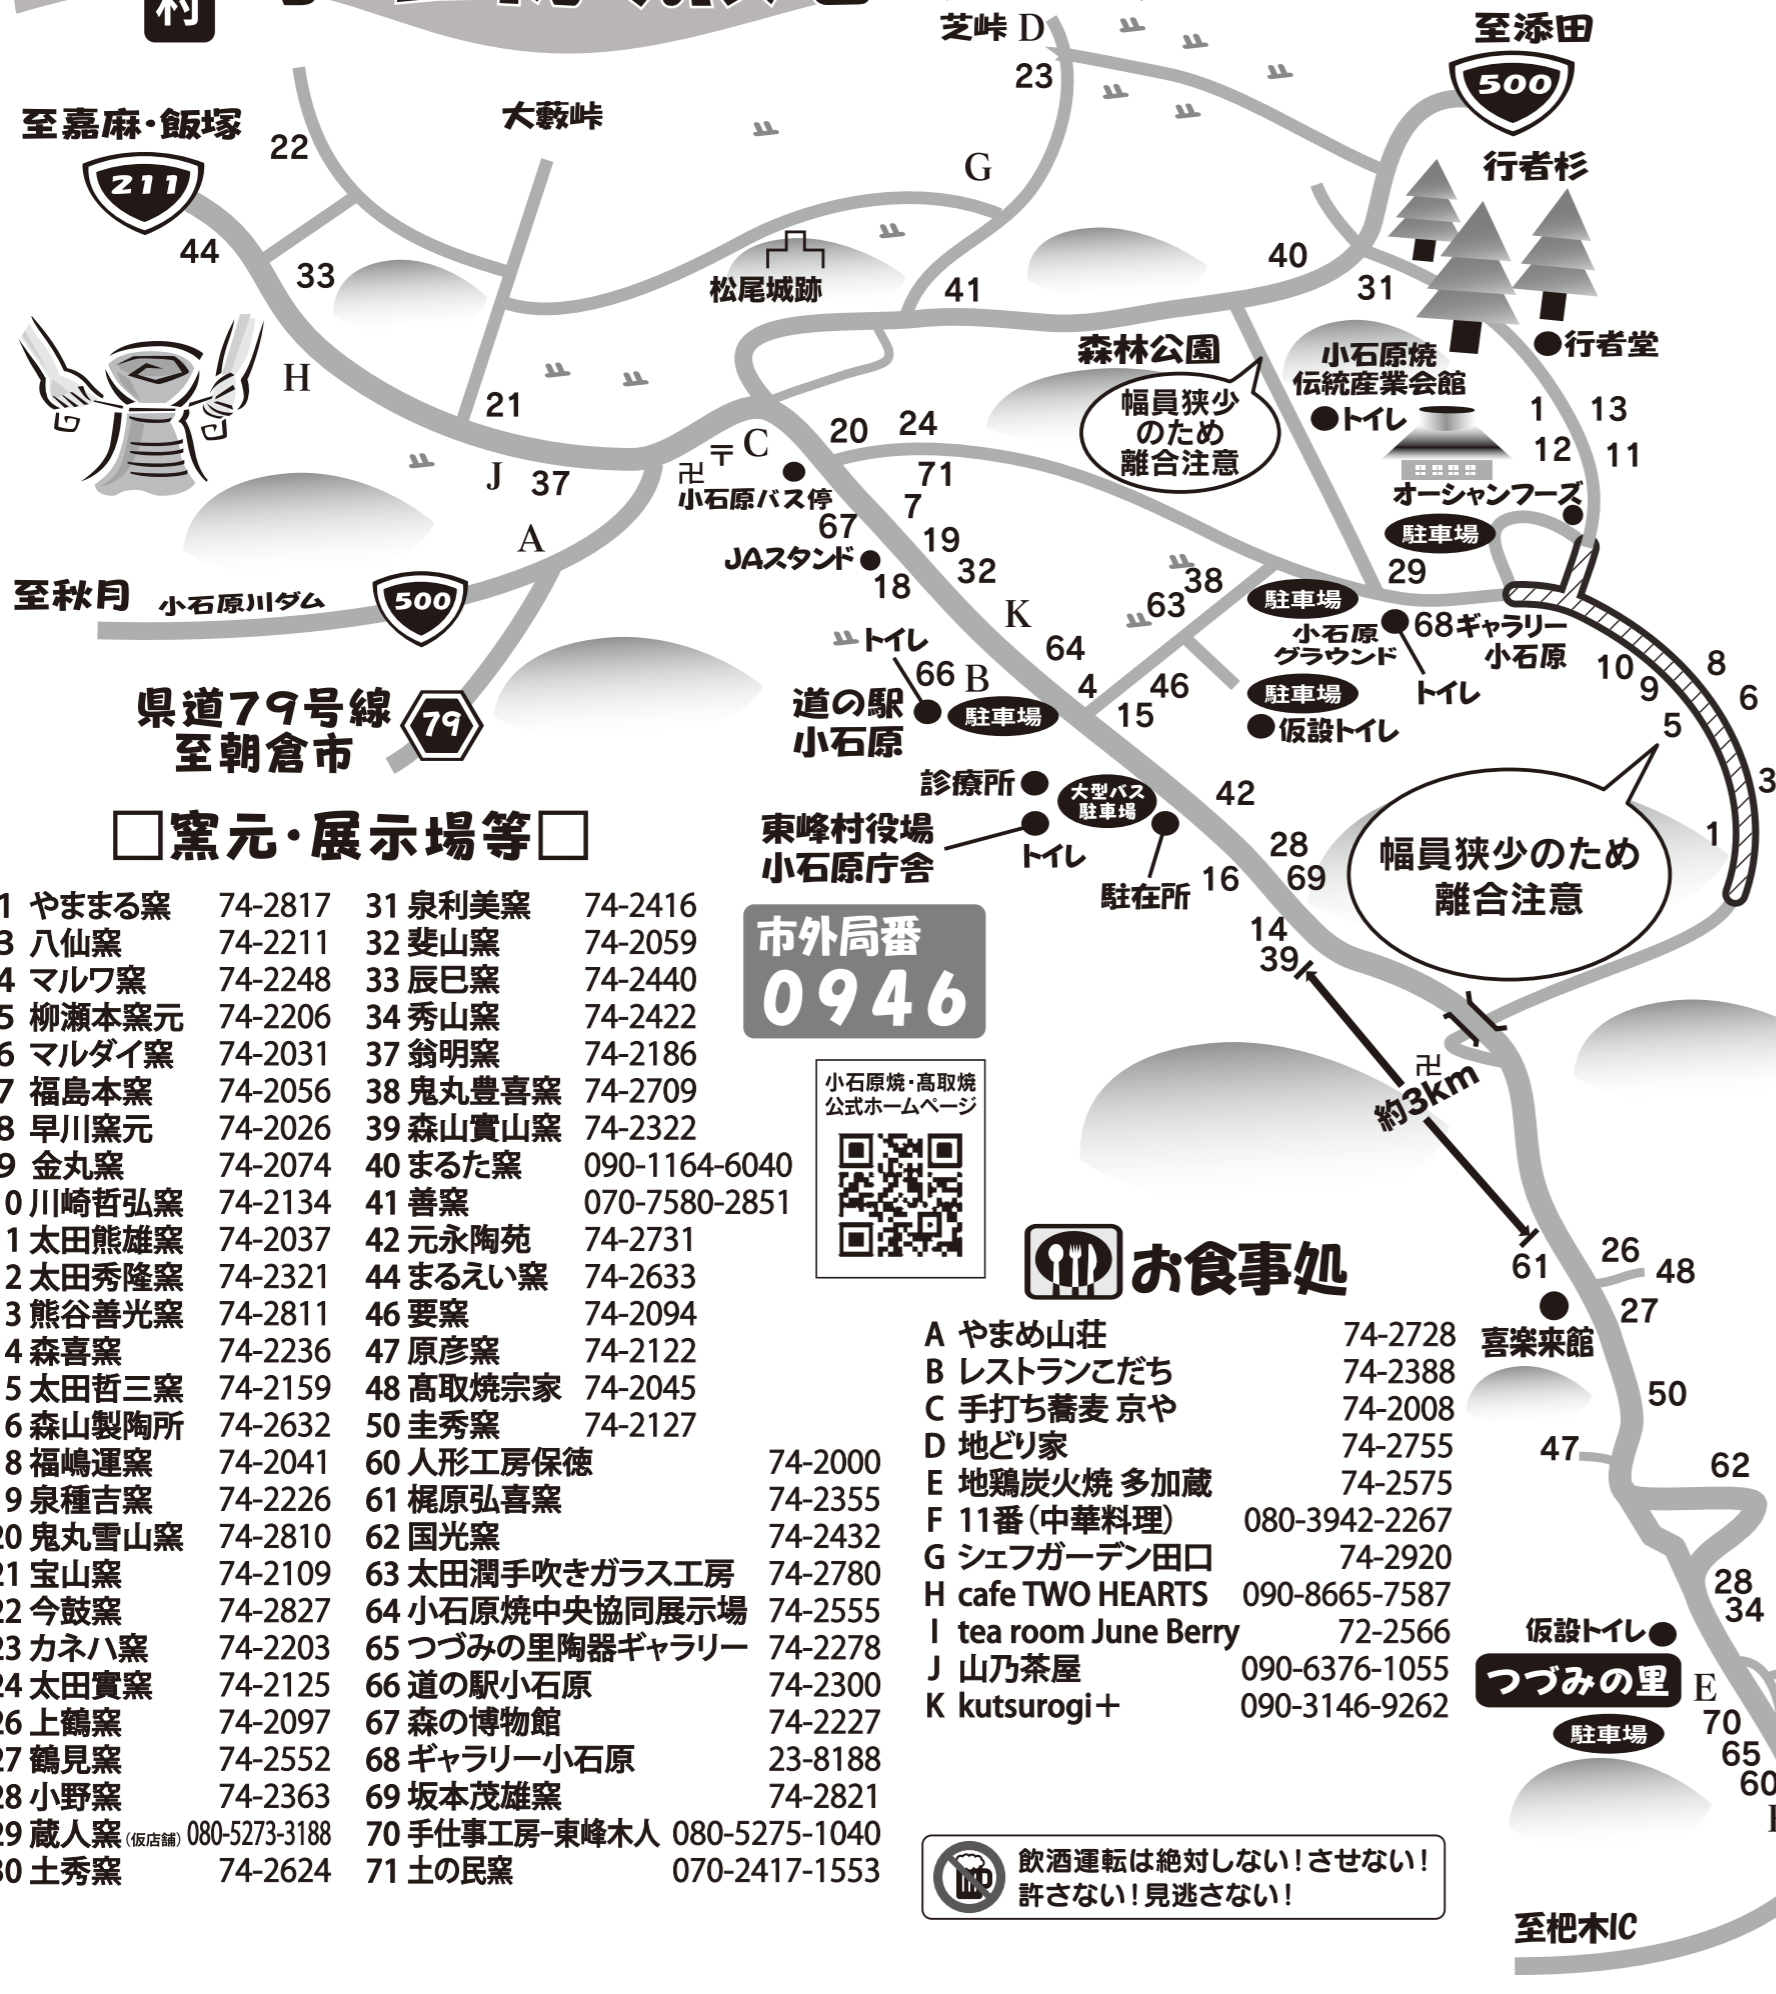 村
芝峠 D
23
至添田
500
至嘉麻・飯塚
211
22
大藪峠
G
行者杉
44
33
松尾城跡
41
40
31
H
21
森林公園
幅員狭少
のため
離合注意
小石原焼
伝統産業会館
トイレ
行者堂
1
13
12
11
J
37
A
〒
C
卍
小石原バス停
20
24
71
7
67
19
JAスタンド
18
32
オーシャンフーズ
駐車場
29
至秋月
小石原川ダム
500
K
38
63
駐車場
小石原
グラウンド
68ギャラリー
小石原
トイレ
トイレ
66
B
64
4
46
15
駐車場
仮設トイレ
10
9
8
6
5
3
1
県道79号線
至朝倉市
79
道の駅
小石原
駐車場
診療所
大型バス
駐車場
東峰村役場
小石原庁舎
トイレ
駐在所
42
28
16
69
14
39
幅員狭少のため
離合注意
卍
約3km
□窯元・展示場等□
1 やままる窯 74-2817
3 八仙窯 74-2211
4 マルワ窯 74-2248
5 柳瀬本窯元 74-2206
6 マルダイ窯 74-2031
7 福島本窯 74-2056
8 早川窯元 74-2026
9 金丸窯 74-2074
0 川崎哲弘窯 74-2134
1 太田熊雄窯 74-2037
2 太田秀隆窯 74-2321
3 熊谷善光窯 74-2811
4 森喜窯 74-2236
5 太田哲三窯 74-2159
6 森山製陶所 74-2632
8 福嶋運窯 74-2041
9 泉種吉窯 74-2226
20 鬼丸雪山窯 74-2810
21 宝山窯 74-2109
22 今鼓窯 74-2827
23 カネハ窯 74-2203
24 太田實窯 74-2125
26 上鶴窯 74-2097
27 鶴見窯 74-2552
28 小野窯 74-2363
29 蔵人窯（仮店舗） 080-5273-3188
30 土秀窯 74-2624
31 泉利美窯 74-2416
32 斐山窯 74-2059
33 辰巳窯 74-2440
34 秀山窯 74-2422
37 翁明窯 74-2186
38 鬼丸豊喜窯 74-2709
39 森山實山窯 74-2322
40 まるた窯 090-1164-6040
41 善窯 070-7580-2851
42 元永陶苑 74-2731
44 まるえい窯 74-2633
46 要窯 74-2094
47 原彦窯 74-2122
48 髙取焼宗家 74-2045
50 圭秀窯 74-2127
60 人形工房保徳 74-2000
61 梶原弘喜窯 74-2355
62 国光窯 74-2432
63 太田潤手吹きガラス工房 74-2780
64 小石原焼中央協同展示場 74-2555
65 つづみの里陶器ギャラリー 74-2278
66 道の駅小石原 74-2300
67 森の博物館 74-2227
68 ギャラリー小石原 23-8188
69 坂本茂雄窯 74-2821
70 手仕事工房-東峰木人 080-5275-1040
71 土の民窯 070-2417-1553
市外局番
0946
小石原焼・髙取焼
公式ホームページ
お食事処
A やまめ山荘 74-2728
B レストランこだち 74-2388
C 手打ち蕎麦 京や 74-2008
D 地どり家 74-2755
E 地鶏炭火焼 多加蔵 74-2575
F 11番（中華料理） 080-3942-2267
G シェフガーデン田口 74-2920
H cafe TWO HEARTS 090-8665-7587
I tea room June Berry 72-2566
J 山乃茶屋 090-6376-1055
K kutsurogi＋ 090-3146-9262
61
26
48
27
喜楽来館
50
47
62
28
34
仮設トイレ
つづみの里
E
駐車場
70
65
60
飲酒運転は絶対しない！させない！
許さない！見逃さない！
至杷木IC